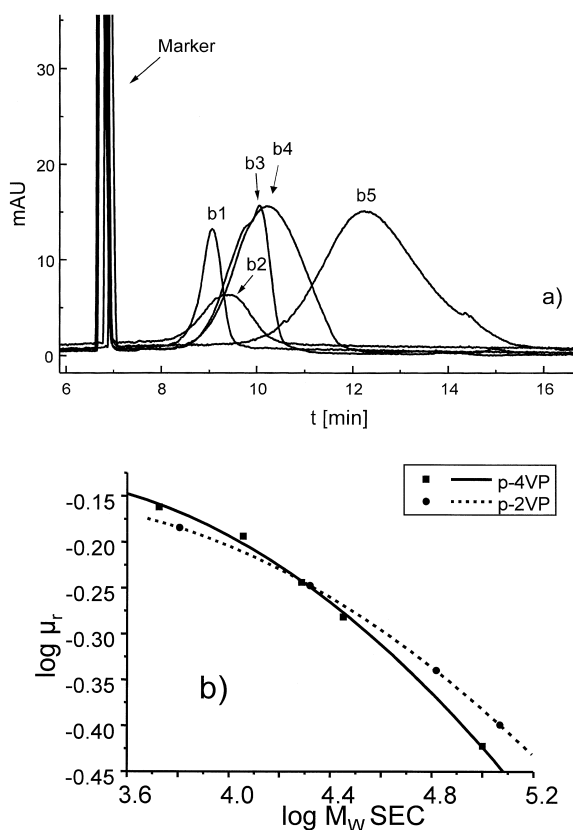 Marker
30
b3
b4
b1
b5
20
mAU
b2
10
a)
0
6 8 10 12 14 16
t [min]
p-4VP
p-2VP
-0.15
-0.20
-0.25
-0.30
-0.35
-0.40
-0.45
log μr
b)
3.6 4.0 4.4 4.8 5.2
log MW SEC